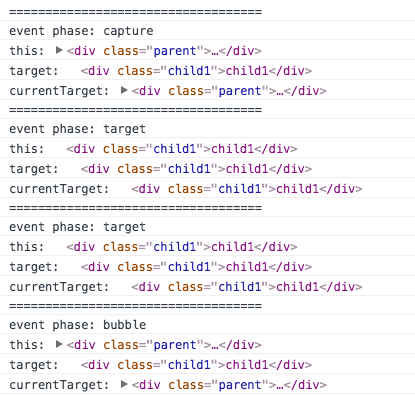 ===================================
event phase: capture
this: ▶<div class="parent">…</div>
target: <div class="child1">child1</div>
currentTarget: ▶<div class="parent">…</div>
===================================
event phase: target
this: <div class="child1">child1</div>
target: <div class="child1">child1</div>
currentTarget: <div class="child1">child1</div>
===================================
event phase: target
this: <div class="child1">child1</div>
target: <div class="child1">child1</div>
currentTarget: <div class="child1">child1</div>
===================================
event phase: bubble
this: ▶<div class="parent">…</div>
target: <div class="child1">child1</div>
currentTarget: ▶<div class="parent">…</div>